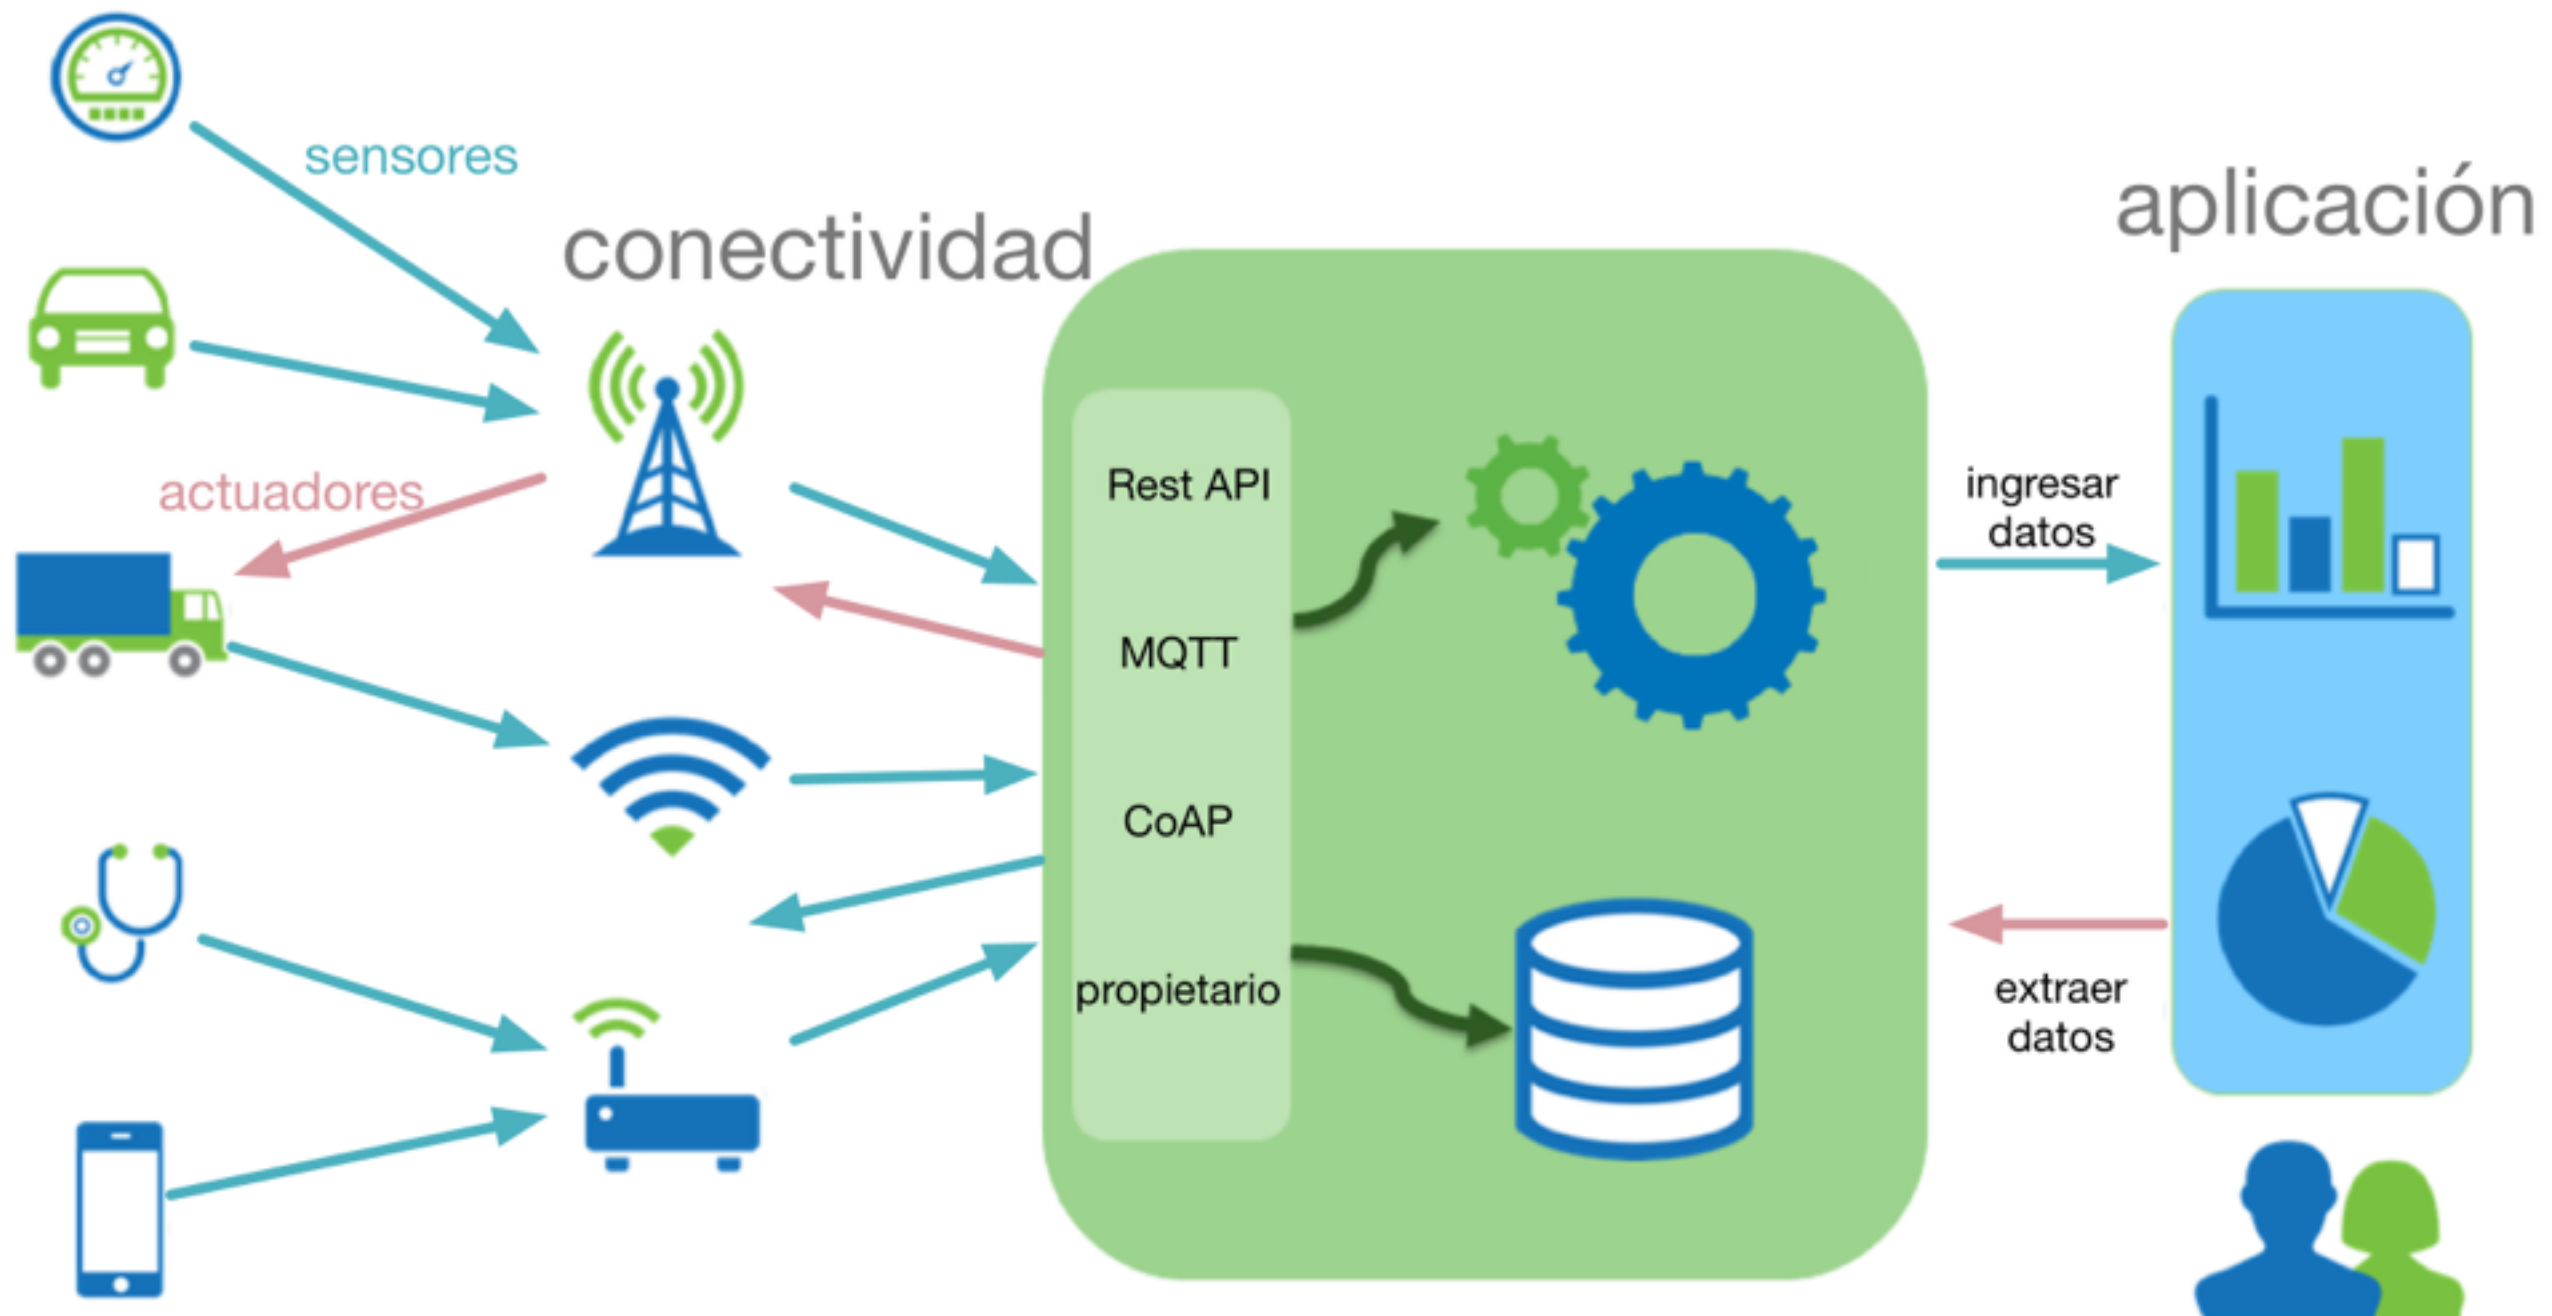 sensores
conectividad
aplicación
actuadores
Rest API
MQTT
CoAP
propietario
ingresar
datos
extraer
datos